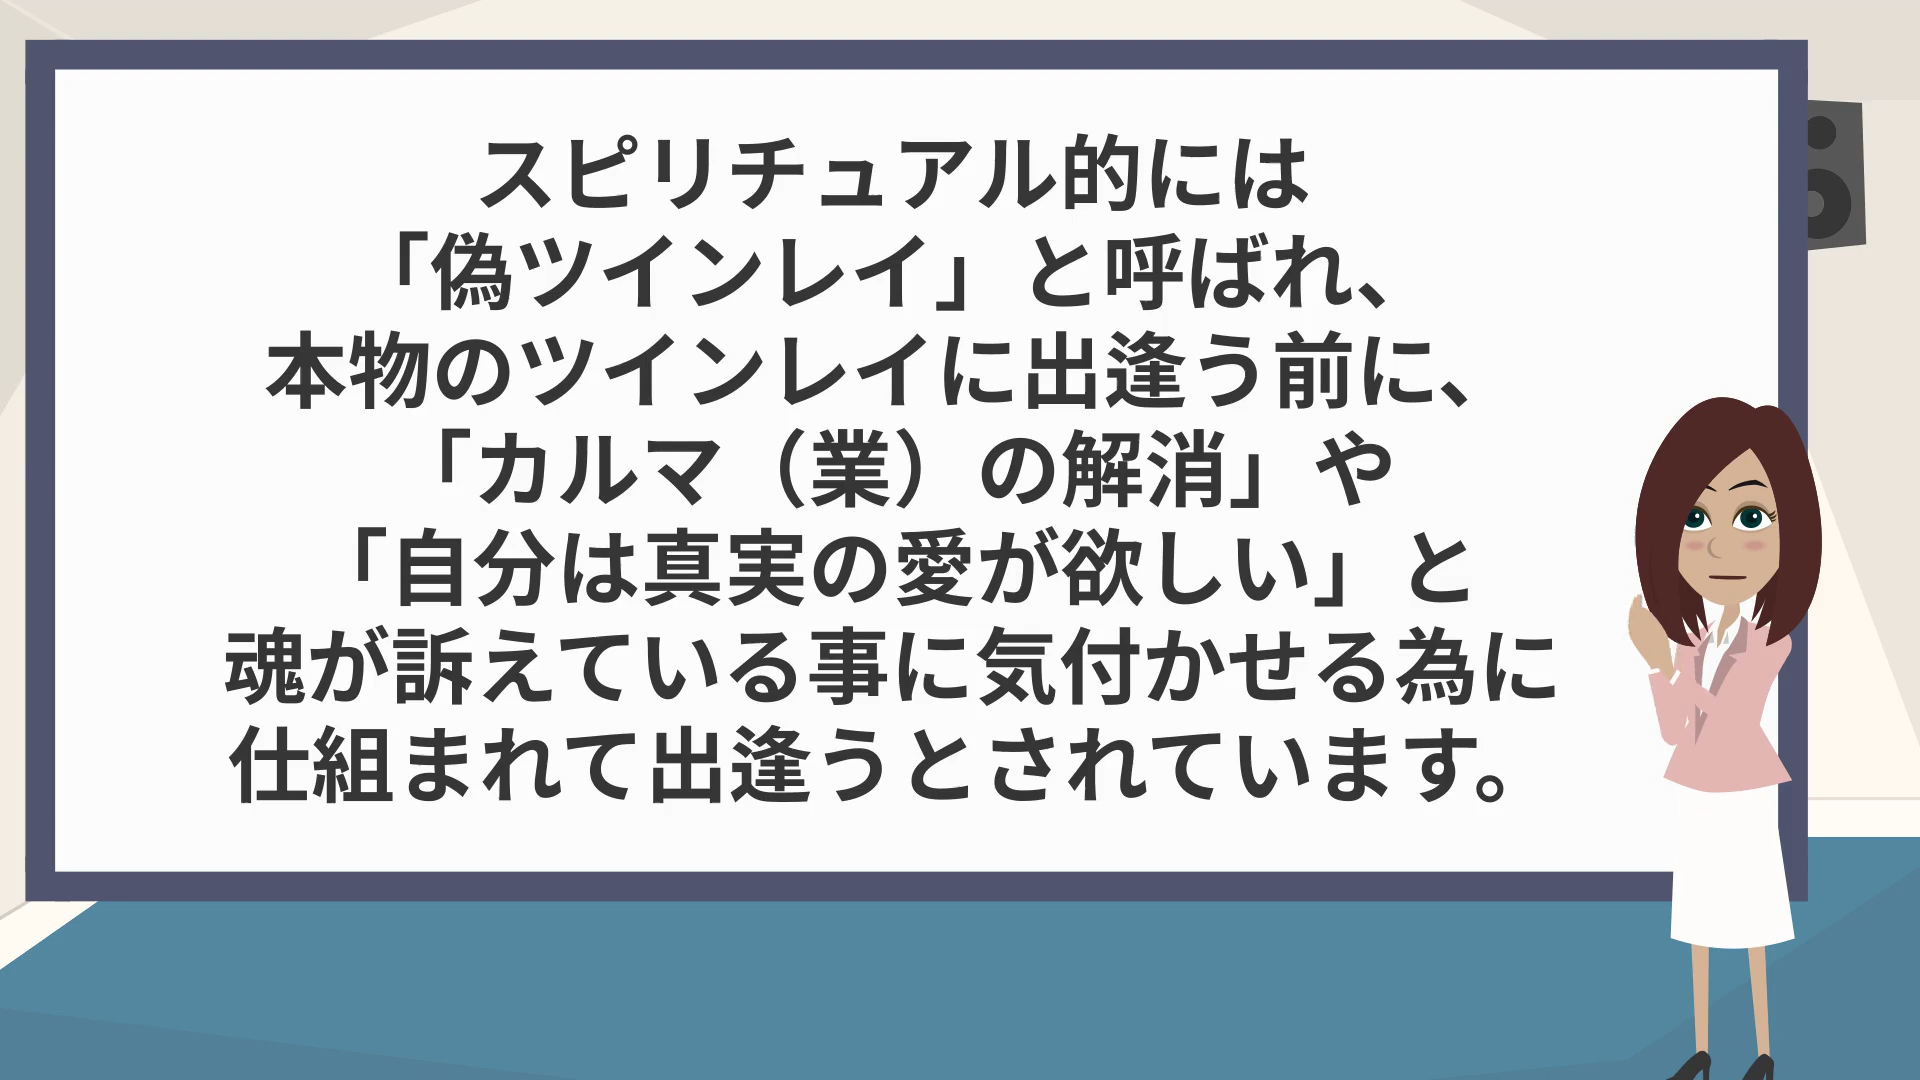 スピリチュアル的には
「偽ツインレイ」と呼ばれ、
本物のツインレイに出逢う前に、
「カルマ（業）の解消」や
「自分は真実の愛が欲しい」と
魂が訴えている事に気付かせる為に
仕組まれて出逢うとされています。